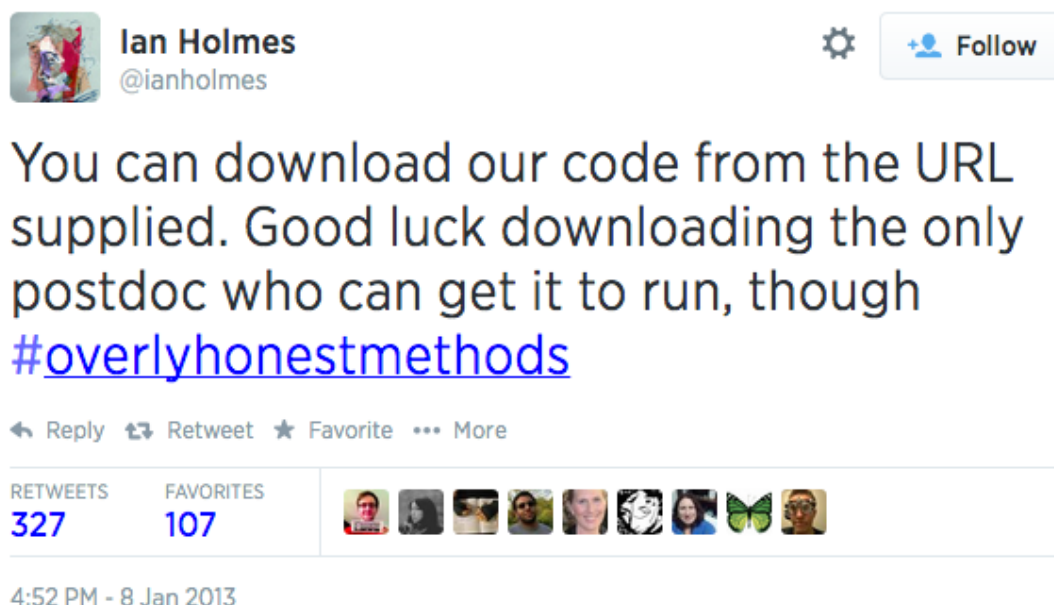 Ian Holmes
@ianholmes
Follow
You can download our code from the URL
supplied. Good luck downloading the only
postdoc who can get it to run, though
#overlyhonestmethods
Reply Retweet Favorite More
RETWEETS FAVORITES
327 107
4:52 PM - 8 Jan 2013